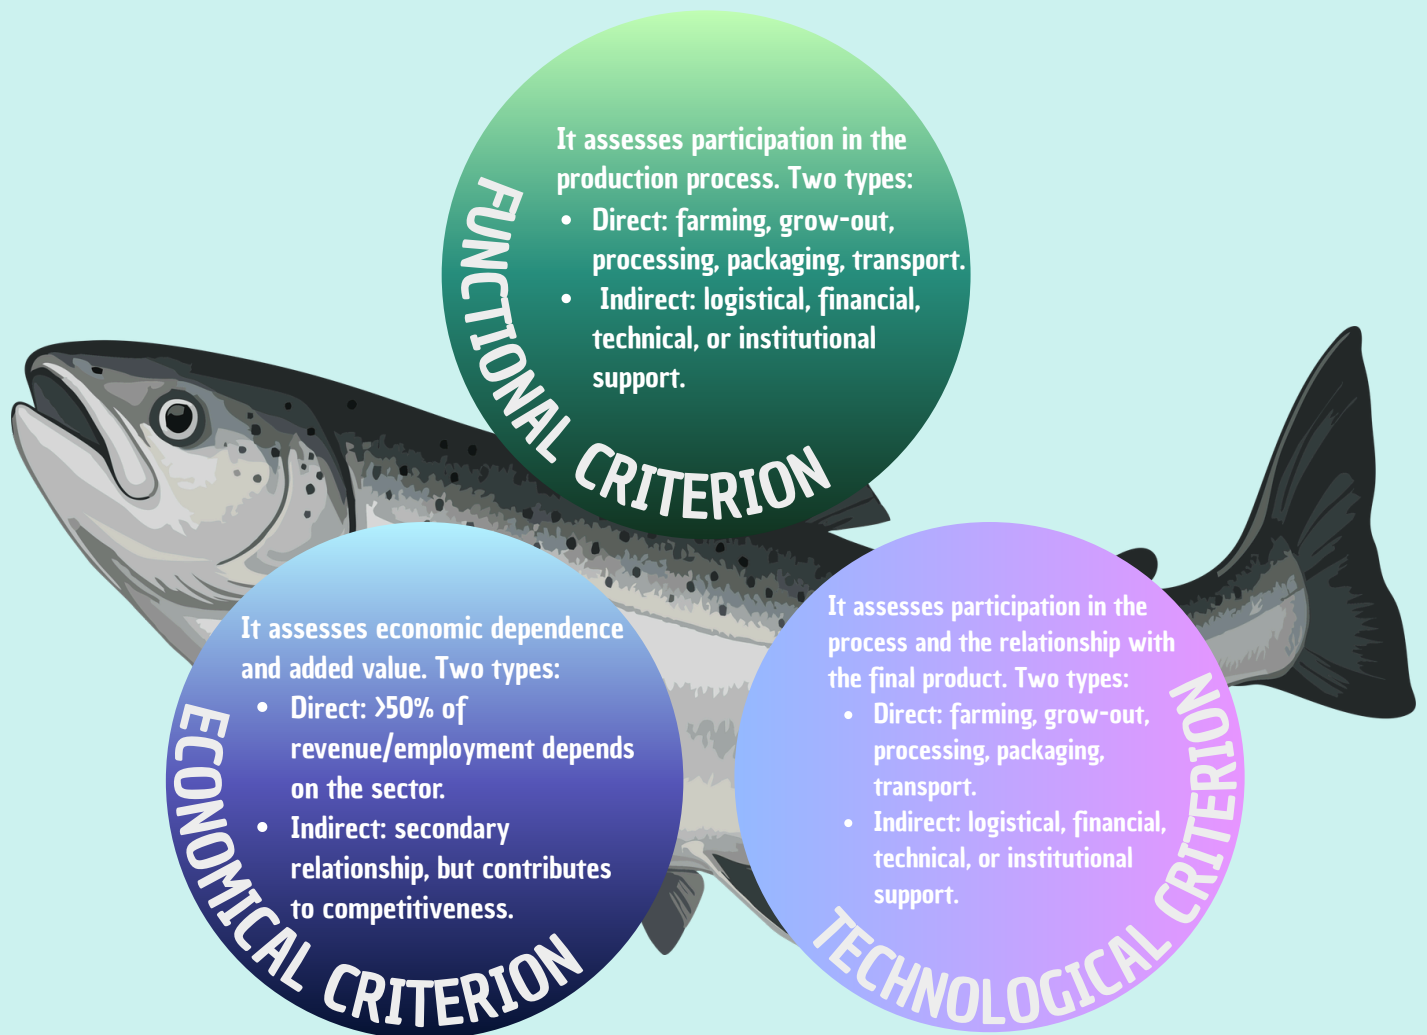 It assesses participation in the
production process. Two types:
• Direct: farming, grow-out,
processing, packaging, transport.
• Indirect: logistical, financial,
technical, or institutional
support.
FUNCTIONAL CRITERION
It assesses economic dependence
and added value. Two types:
• Direct: >50% of
revenue/employment depends
on the sector.
• Indirect: secondary
relationship, but contributes
to competitiveness.
ECONOMICAL CRITERION
It assesses participation in the
process and the relationship with
the final product. Two types:
• Direct: farming, grow-out,
processing, packaging,
transport.
• Indirect: logistical, financial,
technical, or institutional
support.
TECHNOLOGICAL CRITERION